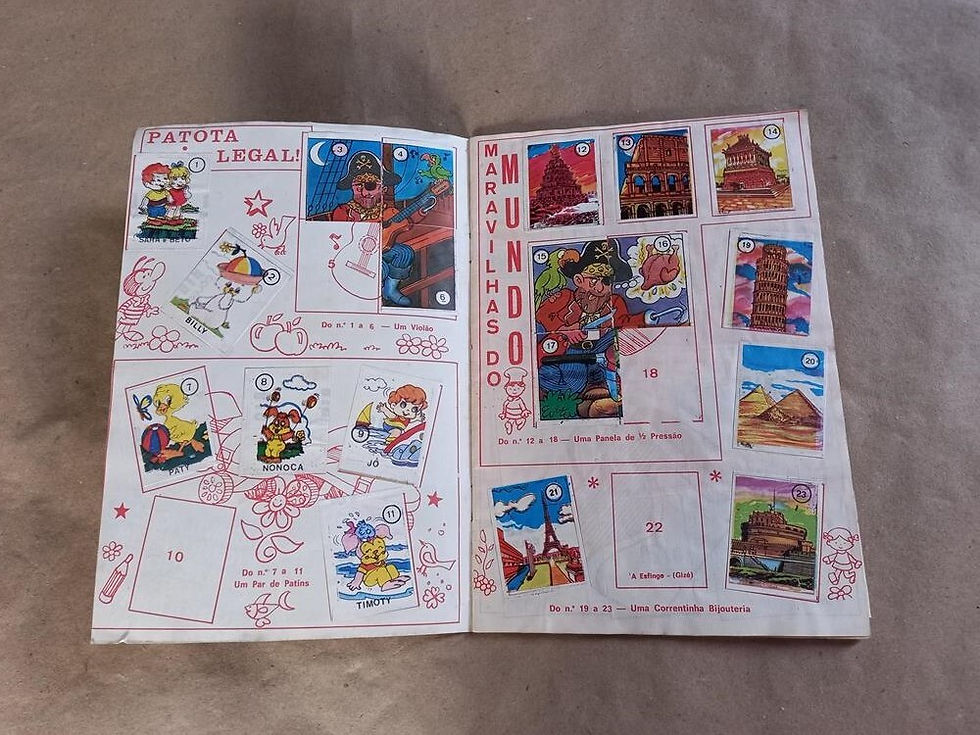 PATOTA
LEGAL!
1
SARA e BETO
2
BILLY
3
4
5
6
Do n.º 1 a 6 — Um Violão
7
PATY
8
NONOCA
9
JÓ
10
11
TIMOTY
Do n.º 7 a 11
Um Par de Patins
MARAVILHAS DO
MUNDO
12
13
14
15
16
17
18
Do n.º 12 a 18 — Uma Panela de ½ Pressão
19
20
21
22
A Esfinge - (Gizé)
23
Do n.º 19 a 23 — Uma Correntinha Bijouteria